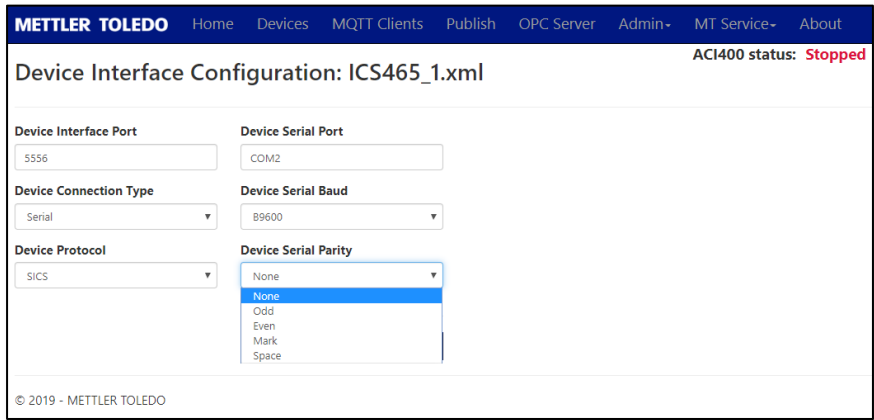 METTLER TOLEDO Home Devices MQTT Clients Publish OPC Server Admin MT Service About
ACI400 status: Stopped
Device Interface Configuration: ICS465_1.xml
Device Interface Port Device Serial Port
5556 COM2
Device Connection Type Device Serial Baud
Serial B9600
Device Protocol Device Serial Parity
SICS None
None
Odd
Even
Mark
Space
© 2019 - METTLER TOLEDO